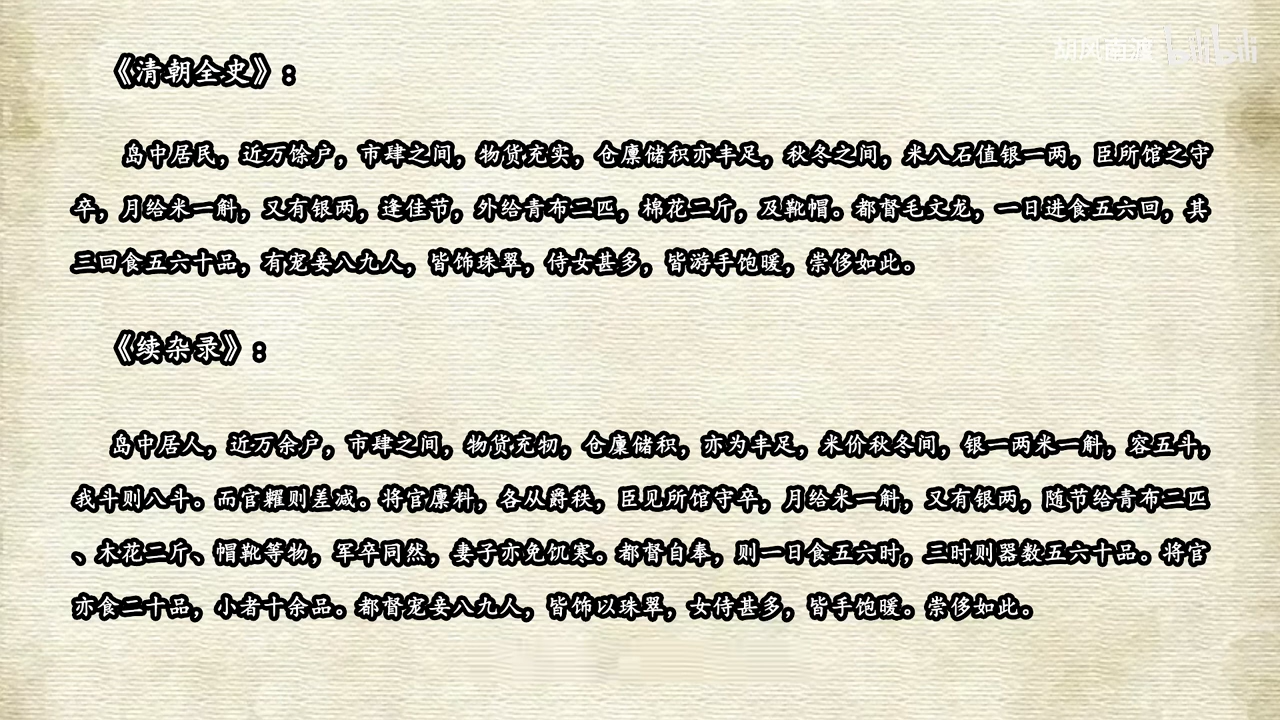 《清朝全史》:
岛中居民，近万馀户，市肆之间，物货充实，仓廪储积亦丰足，秋冬之间，米八石值银一两，臣所馆之守
卒，月给米一斛，又有银两，逢佳节，外给青布二匹，棉花二斤，及靴帽。都督毛文龙，一日进食五六回，其
三回食五六十品，有宠妾八九人，皆饰珠翠，侍女甚多，皆游手饱暖，崇侈如此。
《续杂录》:
岛中居人，近万余户，市肆之间，物货充牣，仓廪储积，亦为丰足，米价秋冬间，银一两米一斛，容五斗，
我斗则八斗。而官糶则差减。将官廪料，各从爵秩，臣见所馆守卒，月给米一斛，又有银两，随节给青布二匹
、木花二斤、帽靴等物，军卒同然，妻子亦免饥寒。都督自奉，则一日食五六时，三时则器数五六十品。将官
亦食二十品，小者十余品。都督宠妾八九人，皆饰以珠翠，女侍甚多，皆手饱暖。崇侈如此。